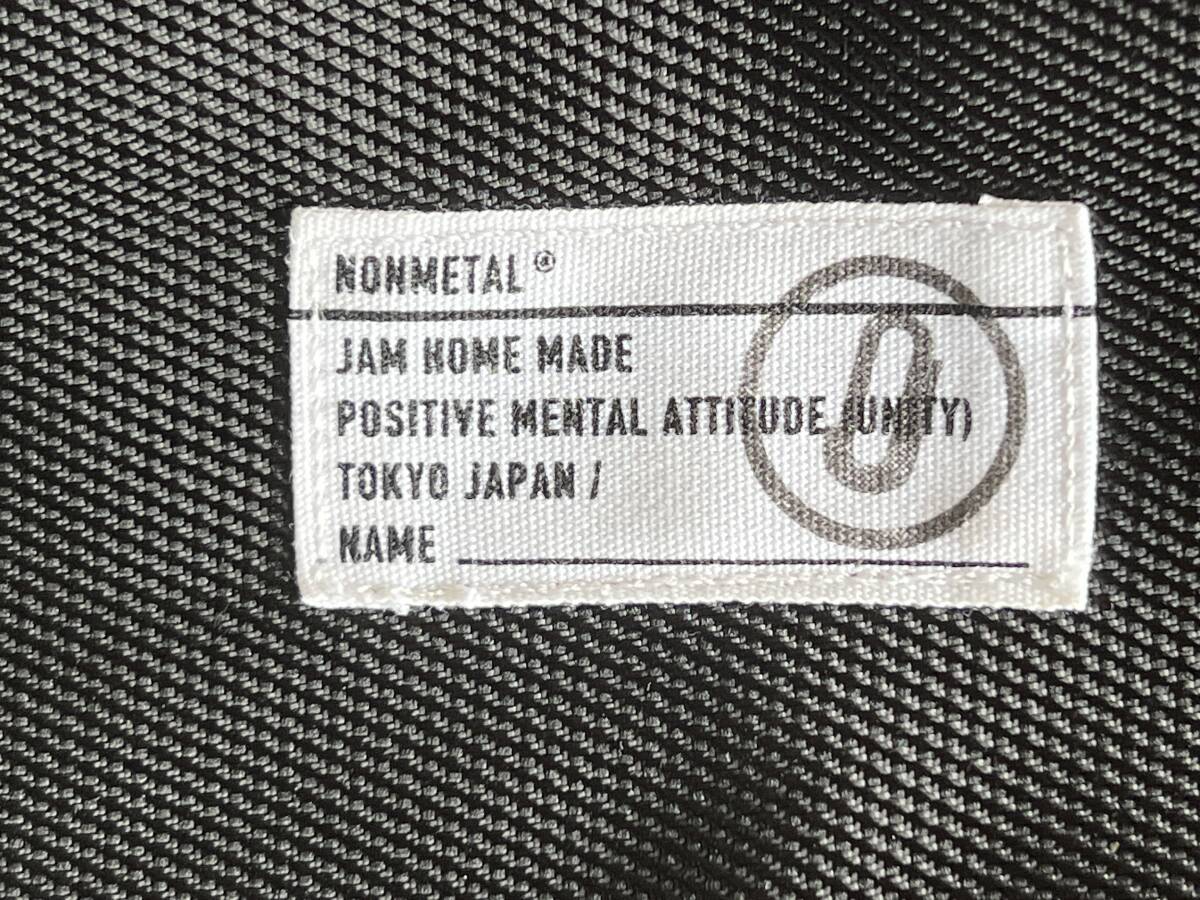 NONMETAL®
JAM HOME MADE
POSITIVE MENTAL ATTITUDE (UNITY)
TOKYO JAPAN /
NAME